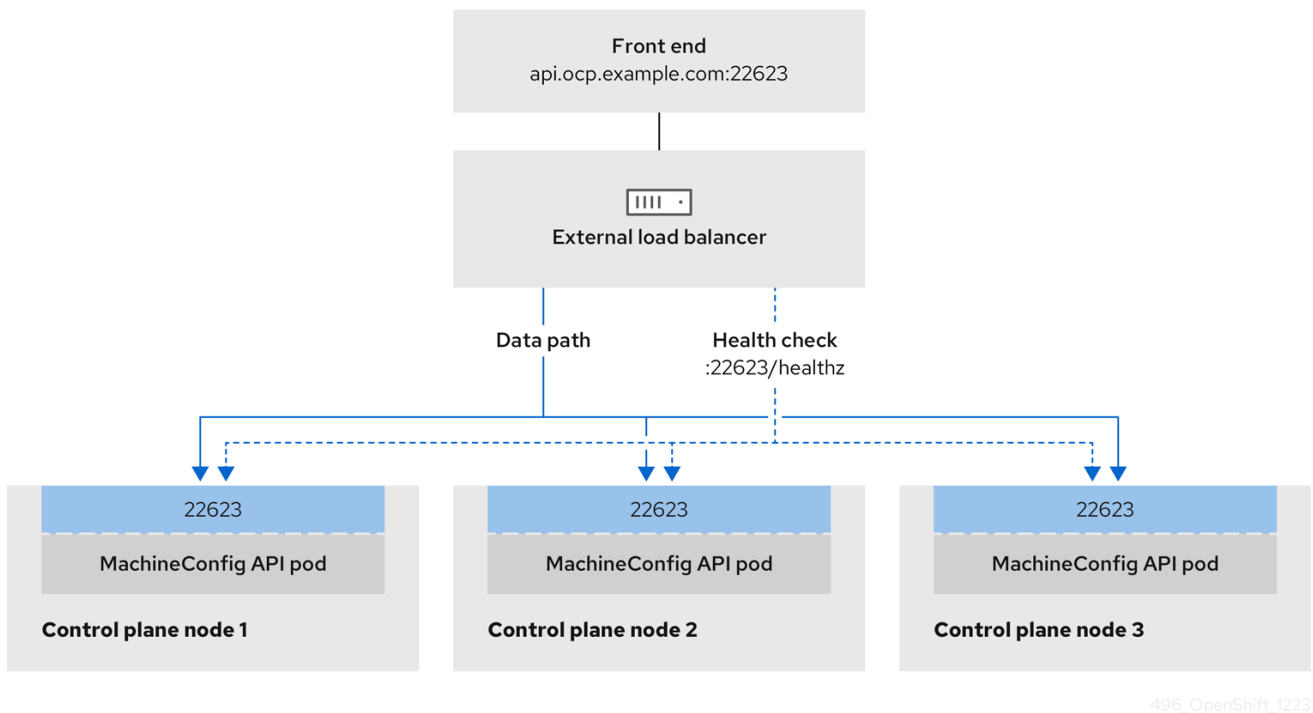 Front end
api.ocp.example.com:22623
External load balancer
Data path
Health check
:22623/healthz
22623
22623
22623
MachineConfig API pod
MachineConfig API pod
MachineConfig API pod
Control plane node 1
Control plane node 2
Control plane node 3
496_OpenShift_1223